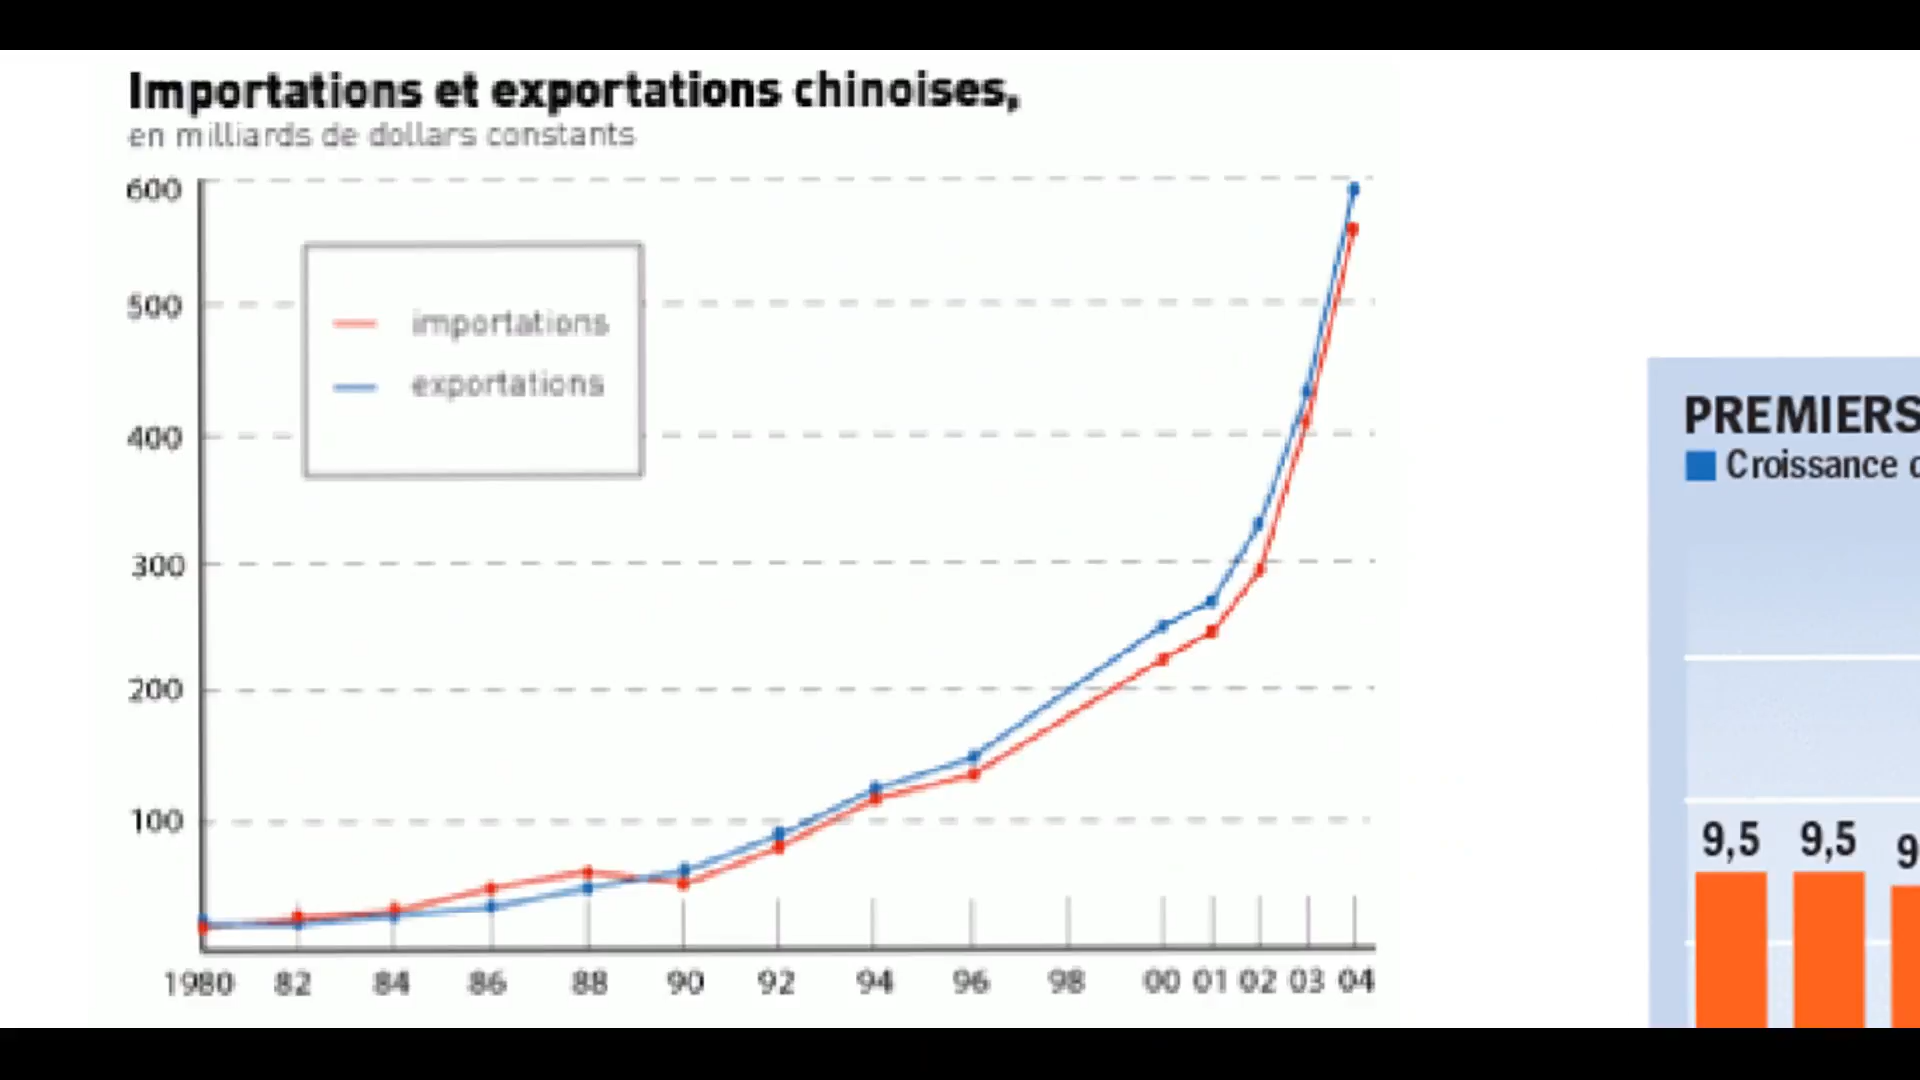 Importations et exportations chinoises,
en milliards de dollars constants
600
500
400
300
200
100
importations
exportations
1980 82 84 86 88 90 92 94 96 98 00 01 02 03 04
PREMIERS
Croissance
9,5 9,5 9